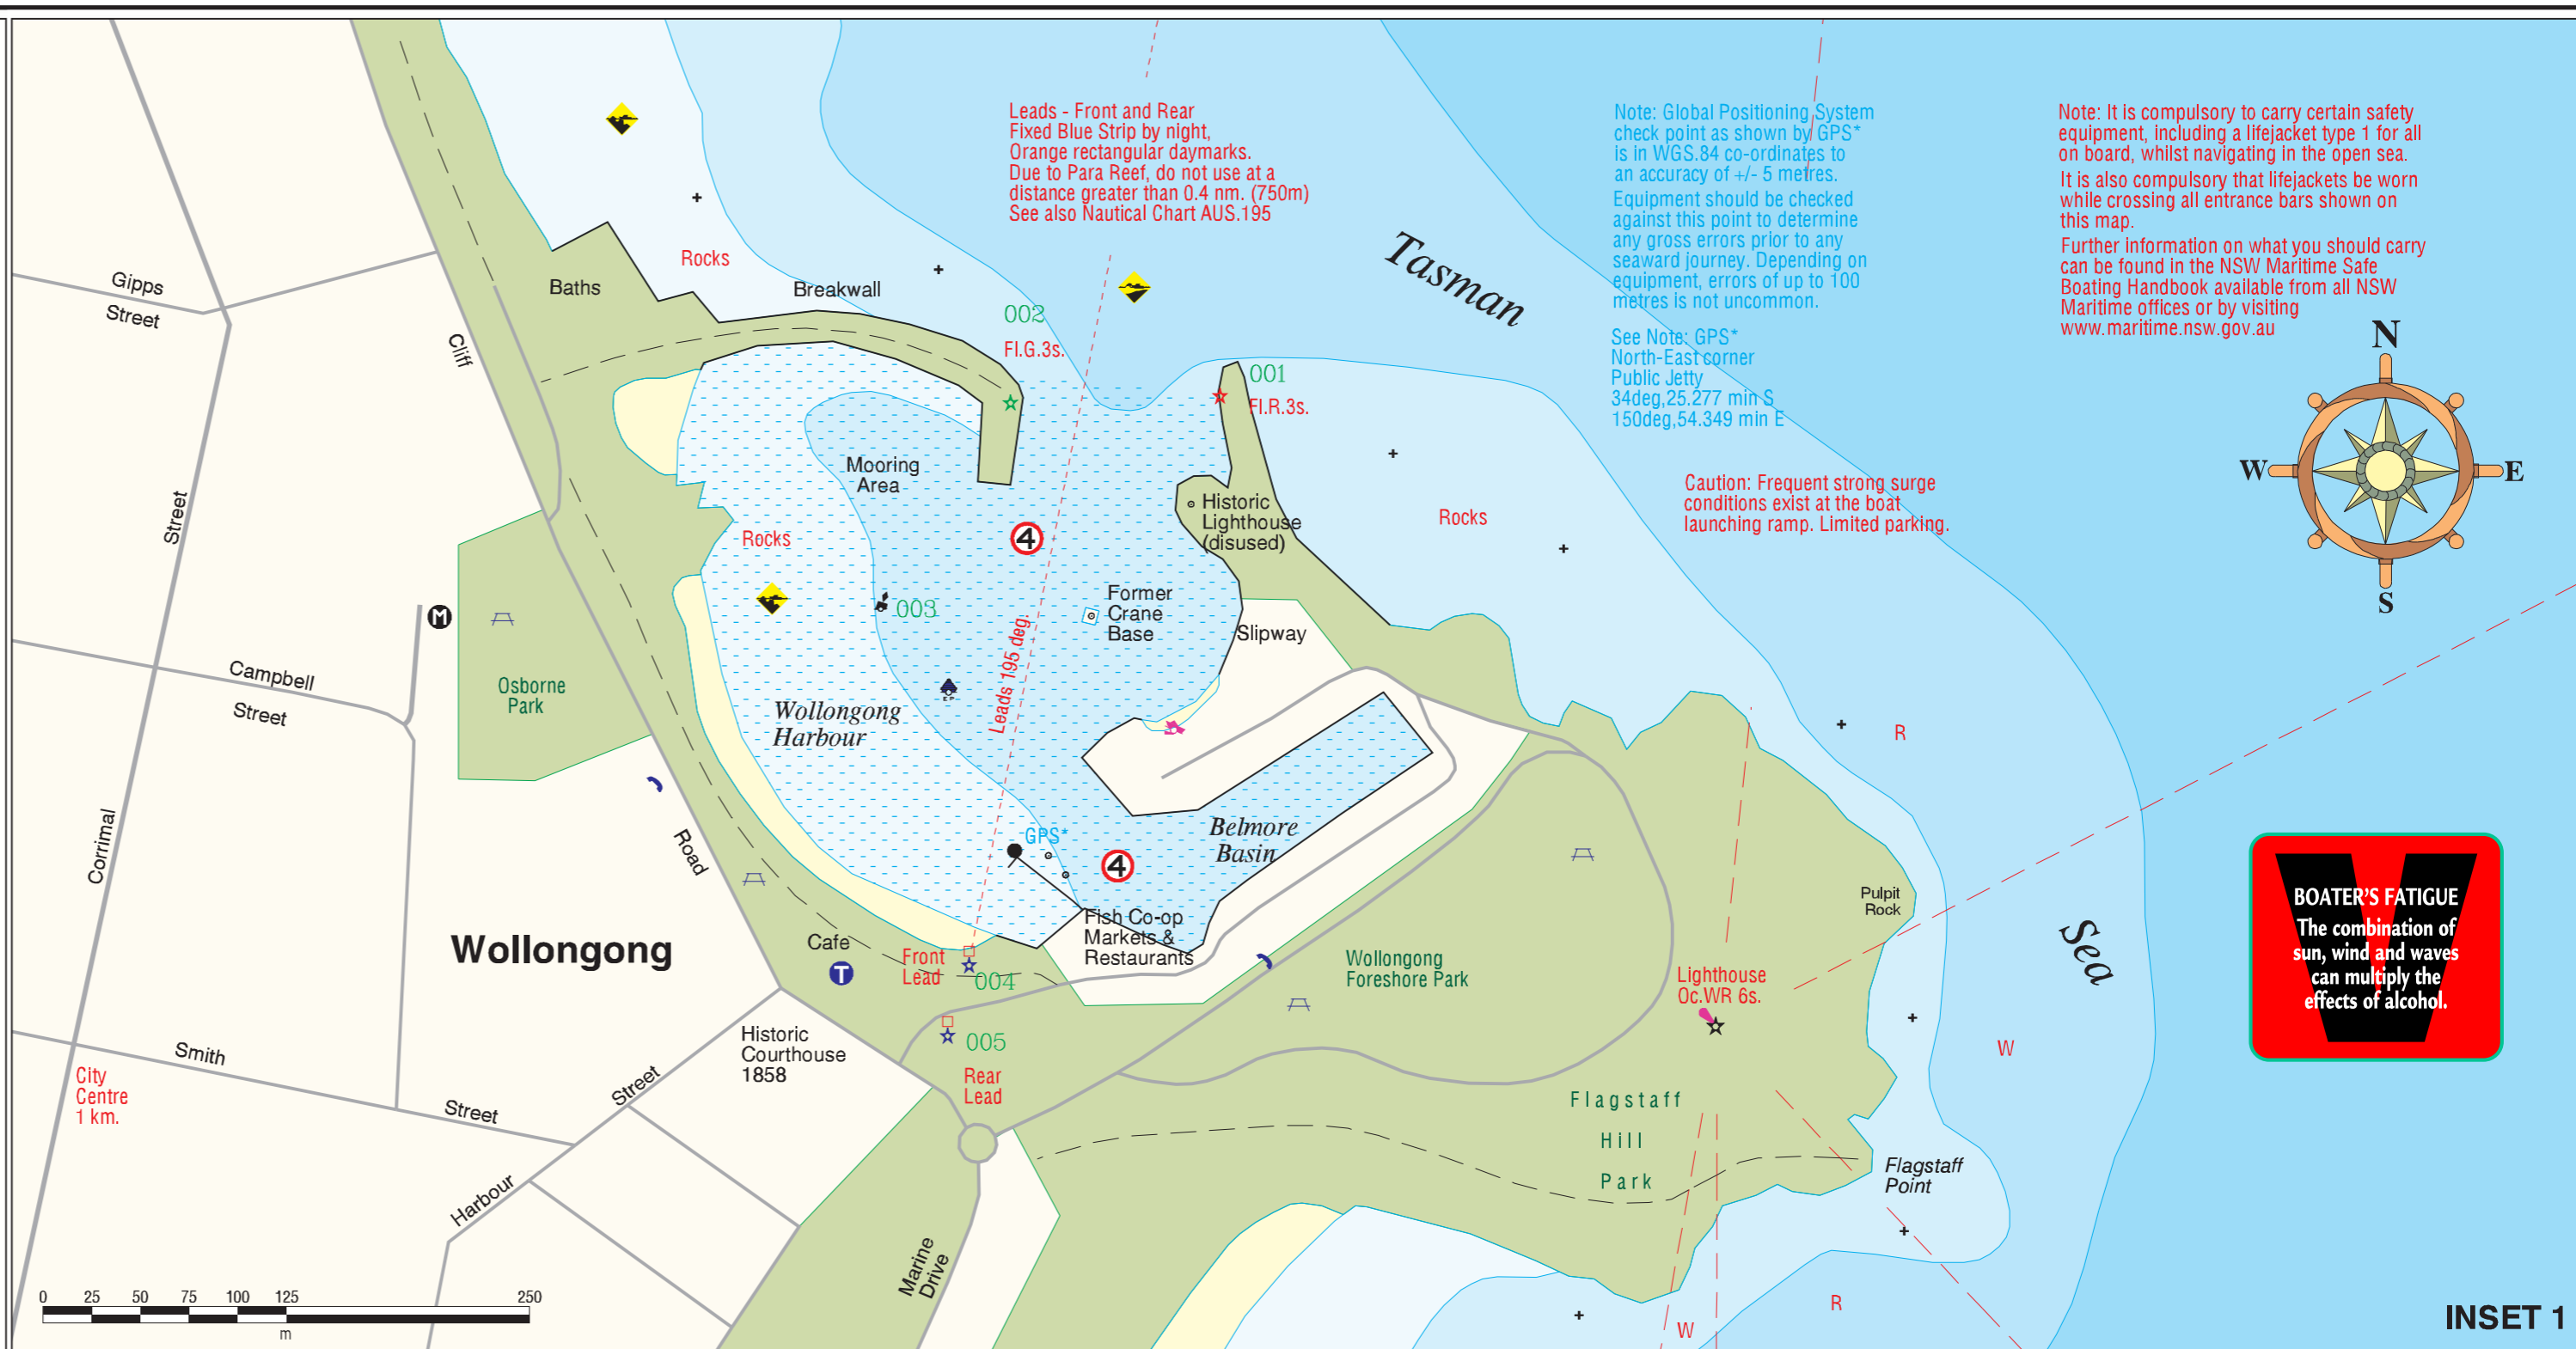 Leads - Front and Rear
Fixed Blue Strip by night,
Orange rectangular daymarks.
Due to Para Reef, do not use at a
distance greater than 0.4 nm. (750m)
See also Nautical Chart AUS.195
Note: Global Positioning System
check point as shown by GPS*
is in WGS.84 co-ordinates to
an accuracy of +/- 5 metres.
Equipment should be checked
against this point to determine
any gross errors prior to any
seaward journey. Depending on
equipment, errors of up to 100
metres is not uncommon.
See Note: GPS*
North-East corner
Public Jetty
34deg,25.277 min S
150deg,54.349 min E
Note: It is compulsory to carry certain safety
equipment, including a lifejacket type 1 for all
on board, whilst navigating in the open sea.
It is also compulsory that lifejackets be worn
while crossing all entrance bars shown on
this map.
Further information on what you should carry
can be found in the NSW Maritime Safe
Boating Handbook available from all NSW
Maritime offices or by visiting
www.maritime.nsw.gov.au
N
W
E
S
Caution: Frequent strong surge
conditions exist at the boat
launching ramp. Limited parking.
Tasman
Sea
Rocks
Baths
Breakwall
002
Fl.G.3s.
001
Fl.R.3s.
Gipps
Street
Cliff
Road
Mooring
Area
Historic
Lighthouse
(disused)
Rocks
Rocks
4
003
Former
Crane
Base
Slipway
Leads 195 deg.
Street
Corrimal
M
Campbell
Street
Osborne
Park
Wollongong
Harbour
EP
R
GPS*
4
Belmore
Basin
Pulpit
Rock
Wollongong
Cafe
T
Front
Lead
004
Fish Co-op
Markets &
Restaurants
Wollongong
Foreshore Park
Lighthouse
Oc.WR 6s.
BOATER'S FATIGUE
The combination of
sun, wind and waves
can multiply the
effects of alcohol.
W
Historic
Courthouse
1858
005
Rear
Lead
Smith
Street
City
Centre
1 km.
Street
Harbour
Flagstaff
Hill
Park
Flagstaff
Point
Marine
Drive
R
W
0 25 50 75 100 125 250
m
INSET 1